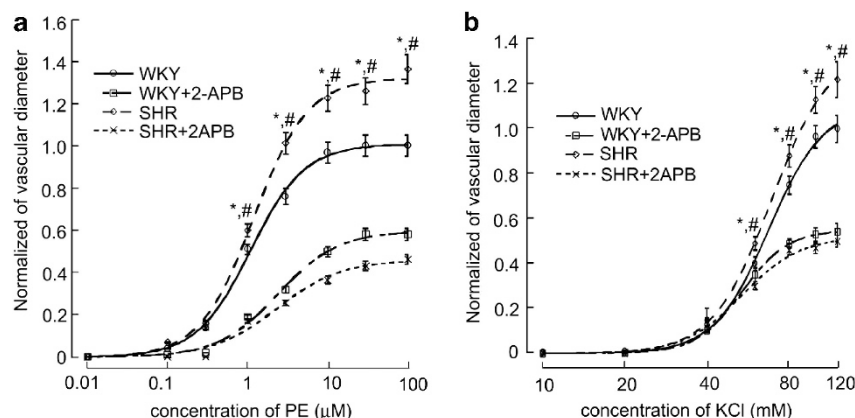 a
Normalized of vascular diameter
1.6
1.4
1.2
1.0
0.8
0.6
0.4
0.2
0
WKY
WKY+2-APB
SHR
SHR+2APB
*,#
*,#
*,#
*,#
*,#
0.01 0.1 1 10 100
concentration of PE (μM)
b
Normalized of vascular diameter
1.4
1.2
1.0
0.8
0.6
0.4
0.2
0.0
WKY
WKY+2-APB
SHR
SHR+2APB
*,#
*,#
*,#
*,#
10 20 40 60 80 120
concentration of KCl (mM)